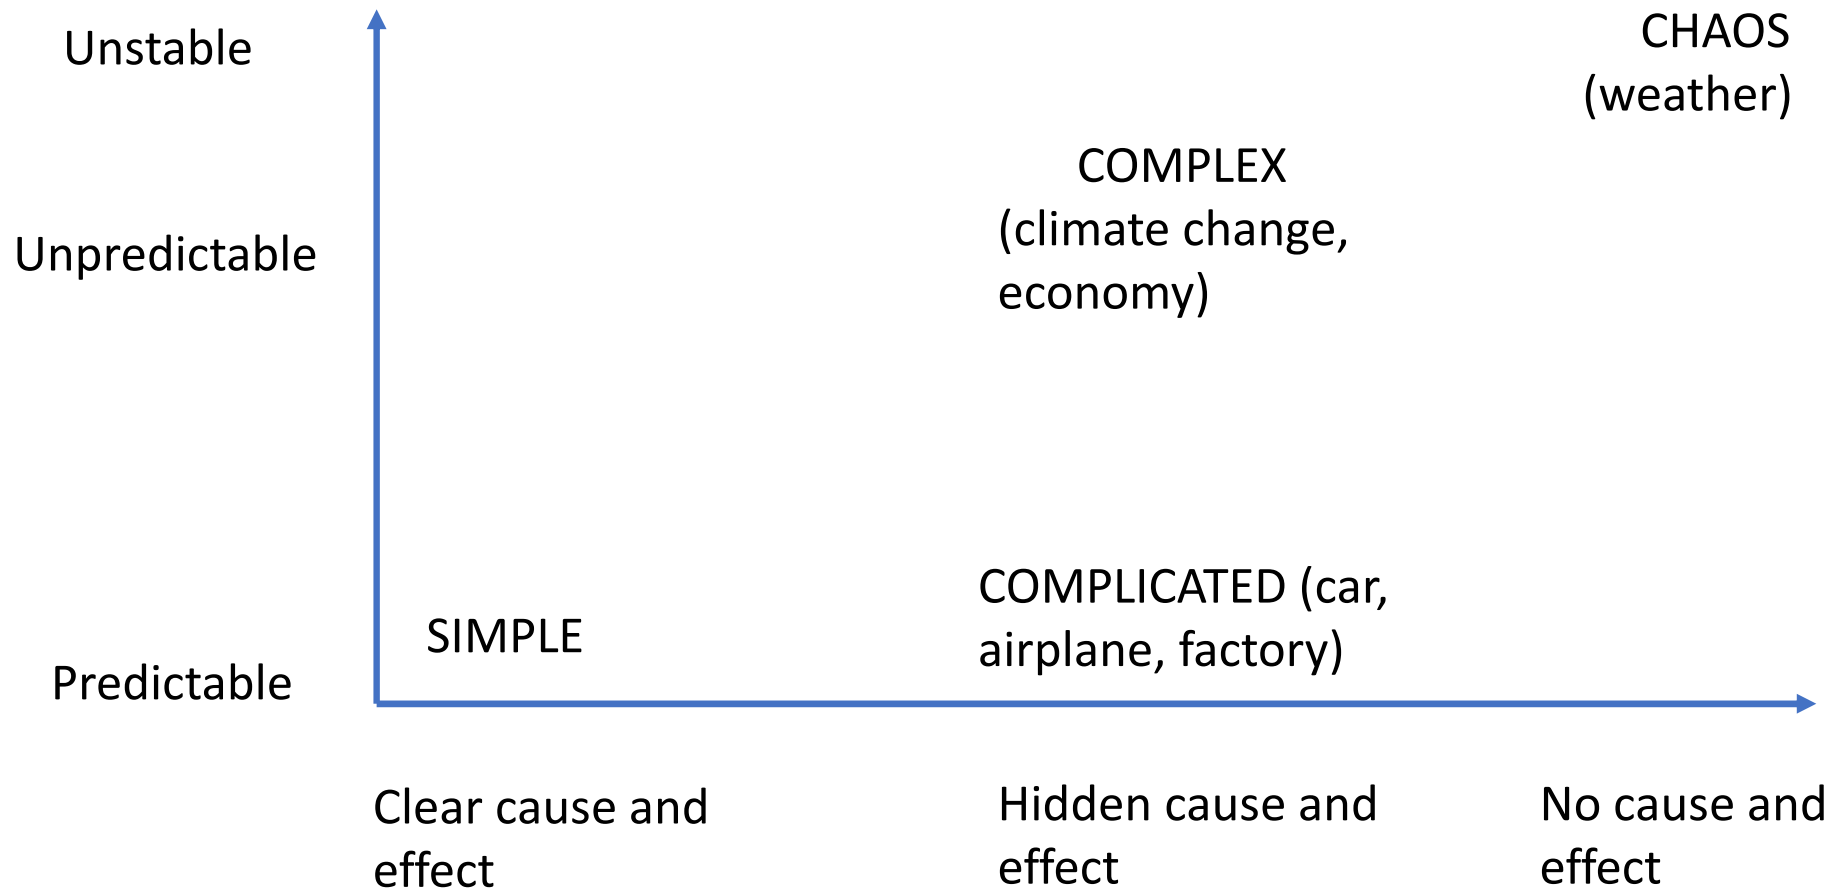 Unstable
CHAOS
(weather)
COMPLEX
(climate change,
economy)
Unpredictable
COMPLICATED (car,
airplane, factory)
SIMPLE
Predictable
Clear cause and
effect
Hidden cause and
effect
No cause and
effect